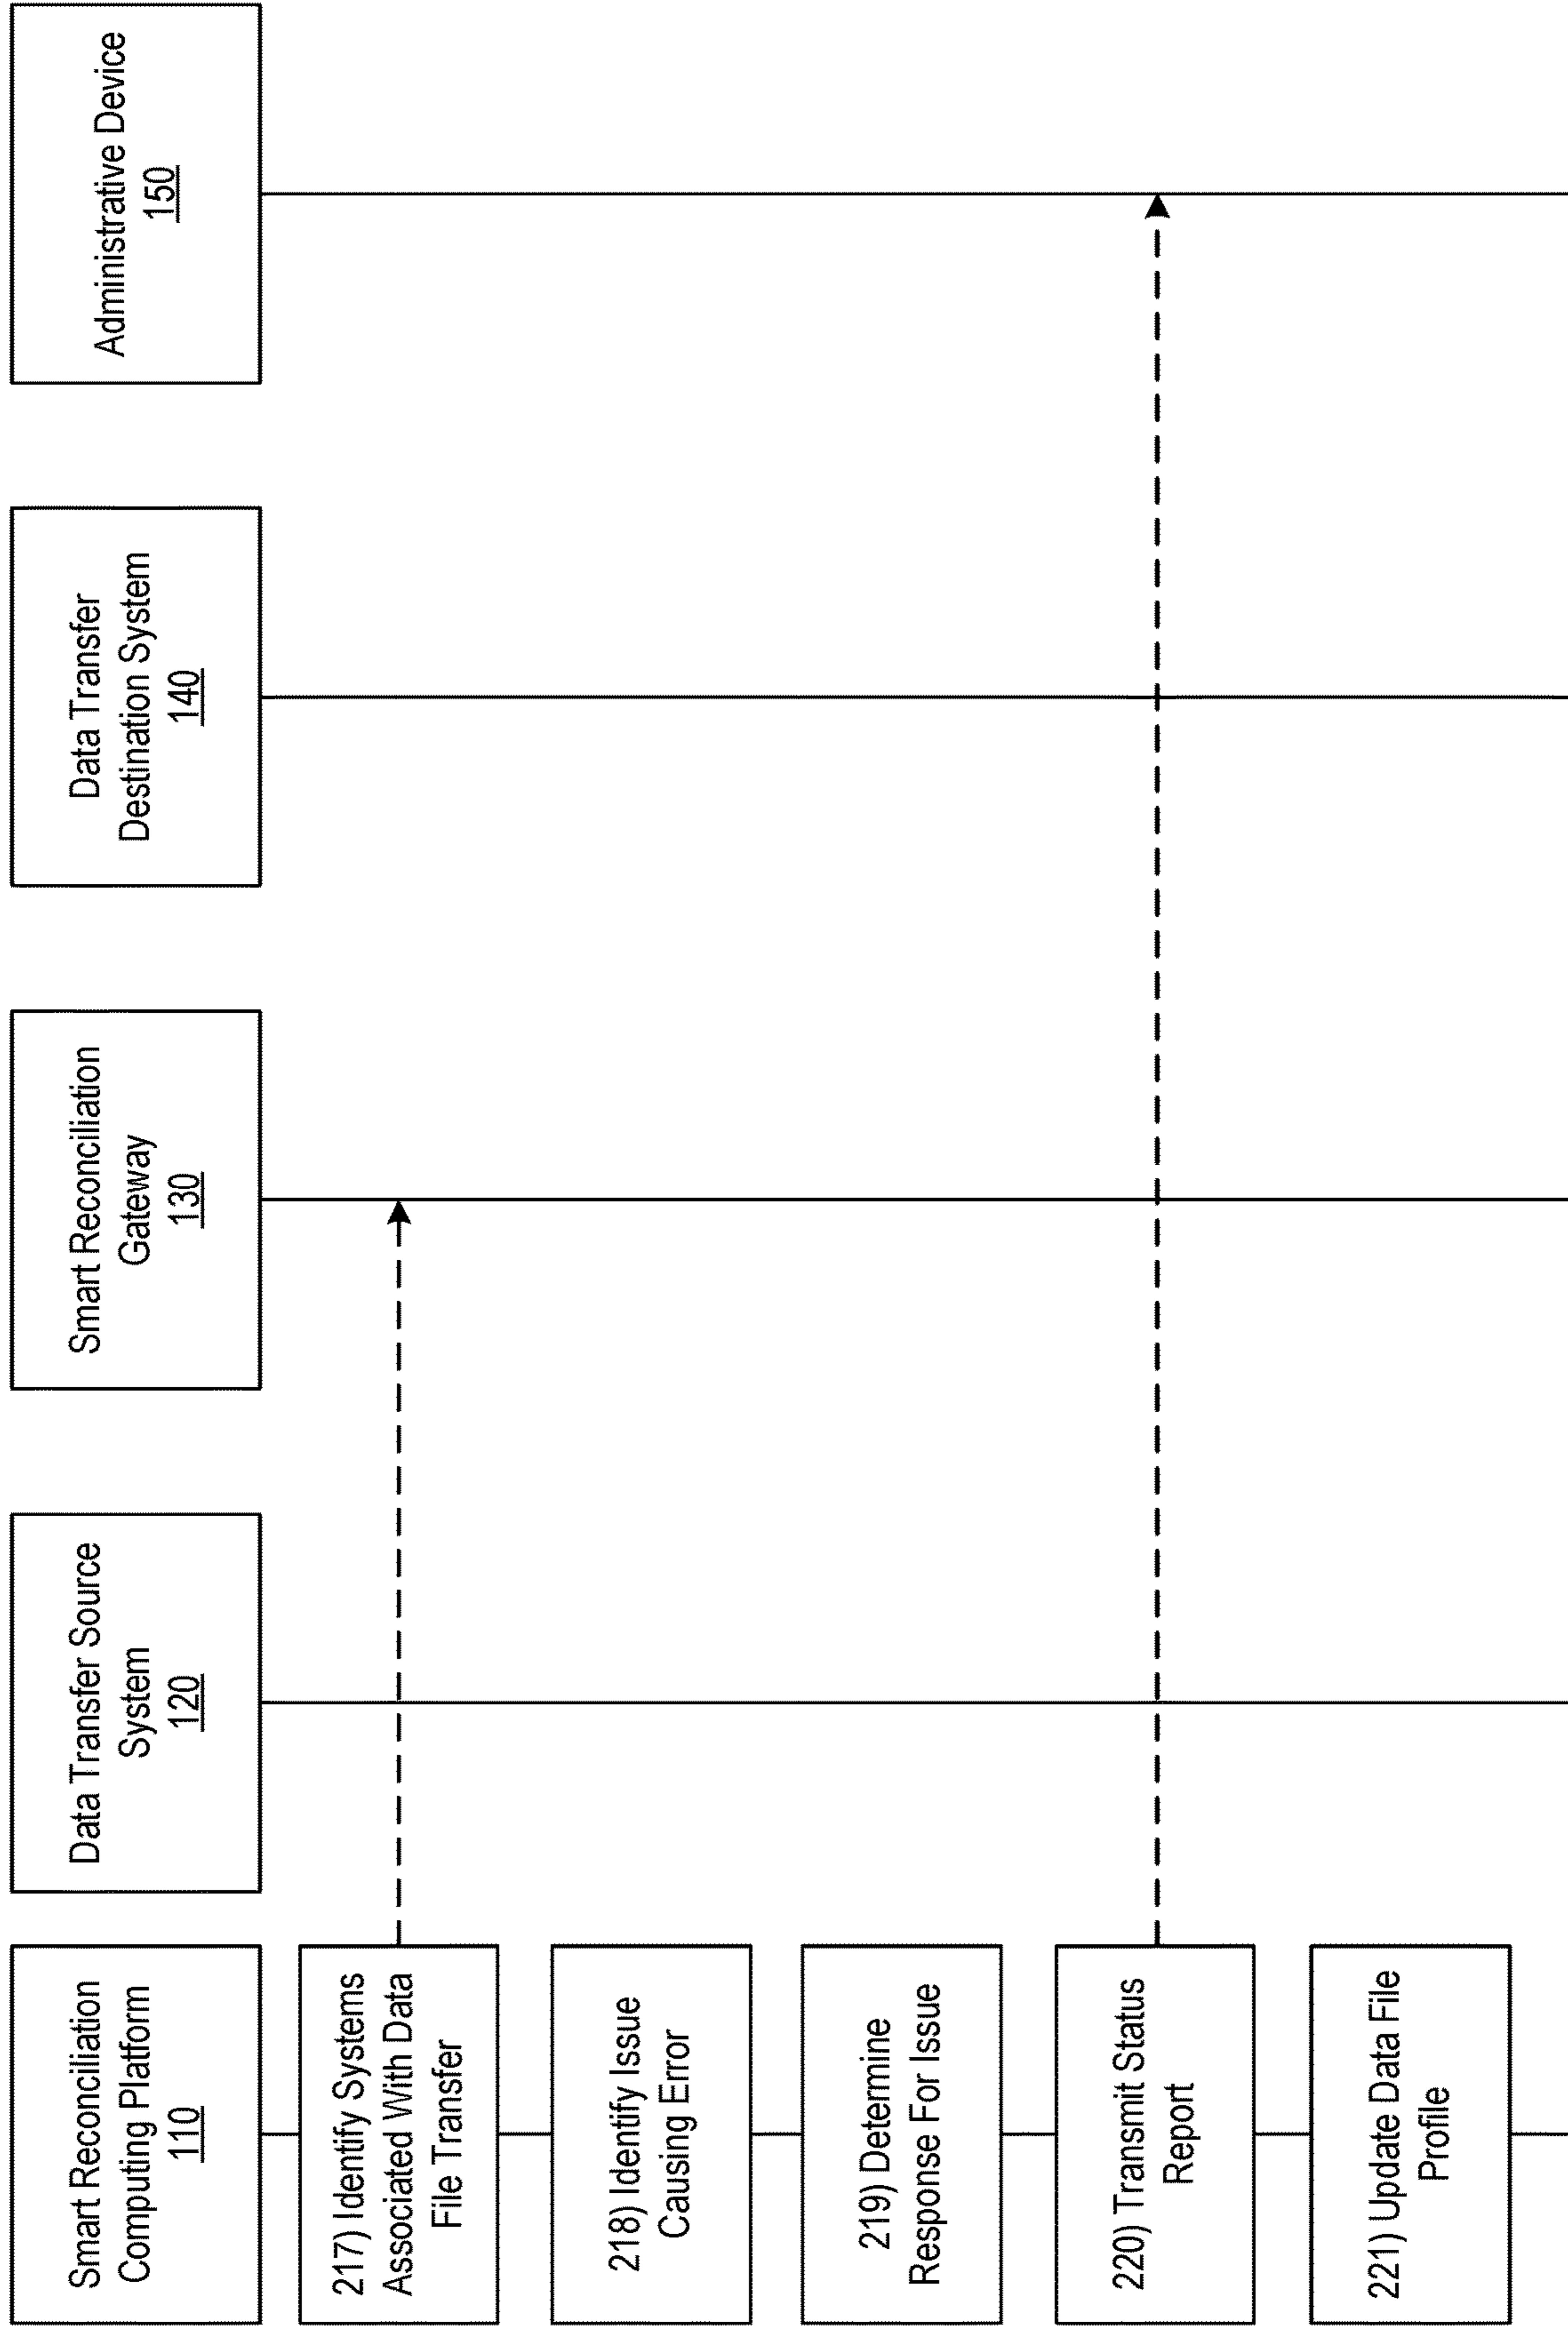 Smart Reconciliation
Computing Platform
110
Data Transfer Source
System
120
Smart Reconciliation
Gateway
130
Data Transfer
Destination System
140
Administrative Device
150
217) Identify Systems
Associated With Data
File Transfer
218) Identify Issue
Causing Error
219) Determine
Response For Issue
220) Transmit Status
Report
221) Update Data File
Profile